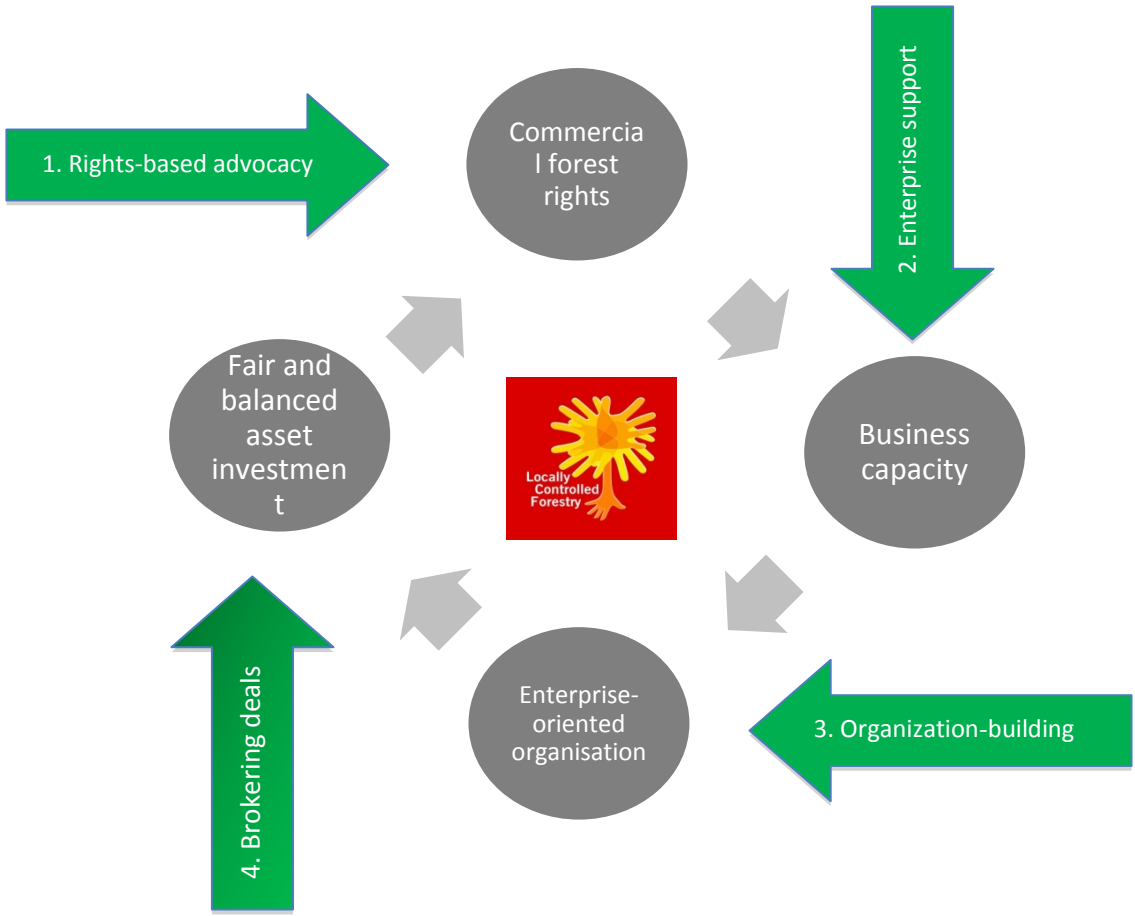 1. Rights-based advocacy
Commercia
l forest
rights
2. Enterprise support
Fair and
balanced
asset
investmen
t
Locally
Controlled
Forestry
Business
capacity
Enterprise-
oriented
organisation
3. Organization-building
4. Brokering deals